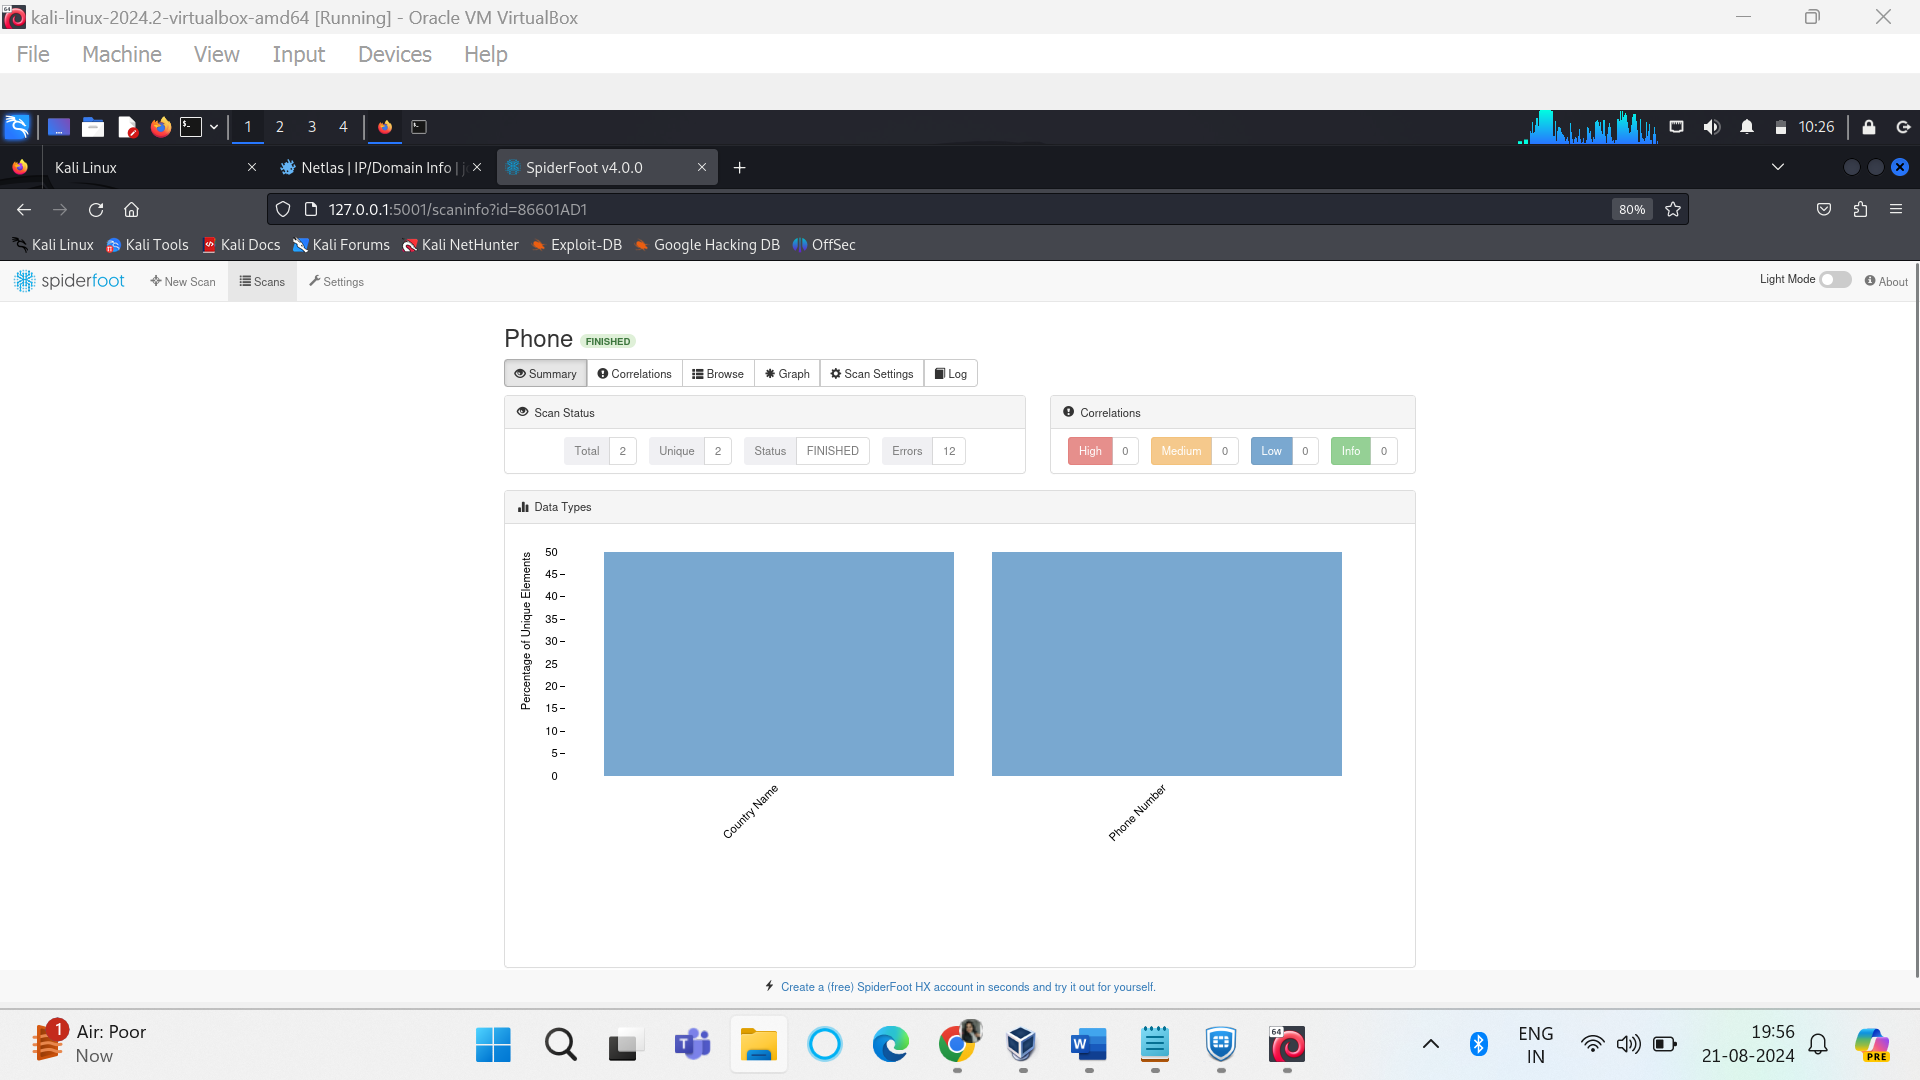 kali-linux-2024.2-virtualbox-amd64 [Running] - Oracle VM VirtualBox
File Machine View Input Devices Help
1 2 3 4 10:26
Kali Linux Netlas | IP/Domain Info | SpiderFoot v4.0.0
127.0.0.1:5001/scaninfo?id=86601AD1 80%
Kali Linux Kali Tools Kali Docs Kali Forums Kali NetHunter Exploit-DB Google Hacking DB OffSec
spiderfoot New Scan Scans Settings Light Mode About
Phone FINISHED
Summary Correlations Browse Graph Scan Settings Log
Scan Status
Total 2 Unique 2 Status FINISHED Errors 12
Correlations
High 0 Medium 0 Low 0 Info 0
Data Types
Percentage of Unique Elements
50
45
40
35
30
25
20
15
10
5
0
Country Name
Phone Number
Create a (free) SpiderFoot HX account in seconds and try it out for yourself.
1
Air: Poor
Now
64
ENG
IN
19:56
21-08-2024
PRE